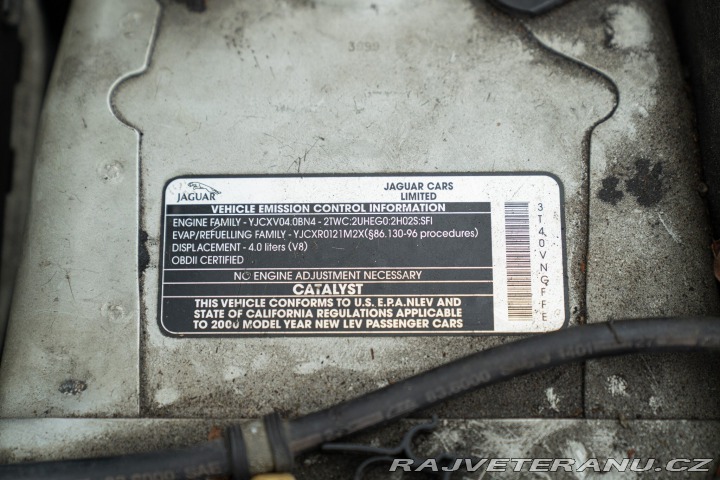 3999
JAGUAR
JAGUAR CARS
LIMITED
VEHICLE EMISSION CONTROL INFORMATION
ENGINE FAMILY - YJCXV04.0BN4 - 2TWC:2UHEGO:2H02S:SFI
EVAP/REFUELLING FAMILY - YJCXR0121M2X(§86.130-96 procedures)
DISPLACEMENT - 4.0 liters (V8)
OBDII CERTIFIED
NO ENGINE ADJUSTMENT NECESSARY
CATALYST
THIS VEHICLE CONFORMS TO U.S. E.P.A.NLEV AND
STATE OF CALIFORNIA REGULATIONS APPLICABLE
TO 2000 MODEL YEAR NEW LEV PASSENGER CARS
3T40VNGFFE
RAJVETERANU.CZ